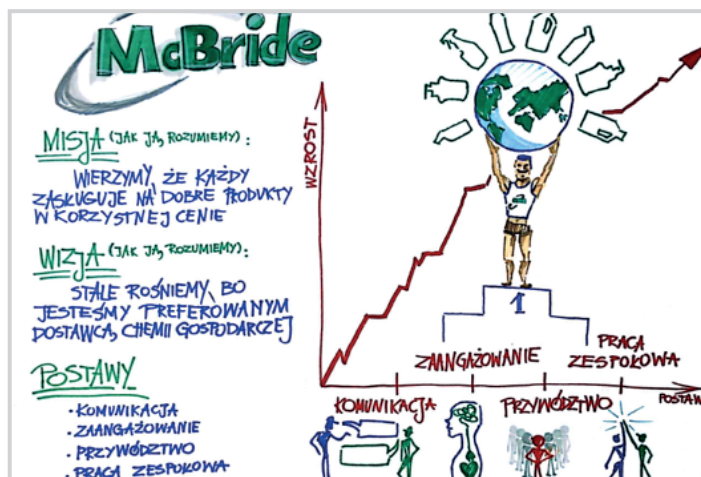 McBride
MISJA (JAK JĄ ROZUMIEMY):
WIERZYMY, ŻE KAŻDY
ZASŁUGUJE NA DOBRE PRODUKTY
W KORZYSTNEJ CENIE
WIZJA (JAK JĄ ROZUMIEMY):
STALE ROŚNIEMY, BO
JESTEŚMY PREFEROWANYM
DOSTAWCĄ CHEMII GOSPODARCZEJ
POSTAWY
• KOMUNIKACJA
• ZAANGAŻOWANIE
• PRZYWÓDZTWO
• PRACA ZESPOŁOWA
WZROST
1
ZAANGAŻOWANIE
PRACA
ZESPOŁOWA
KOMUNIKACJA
PRZYWÓDZTWO
POSTAW